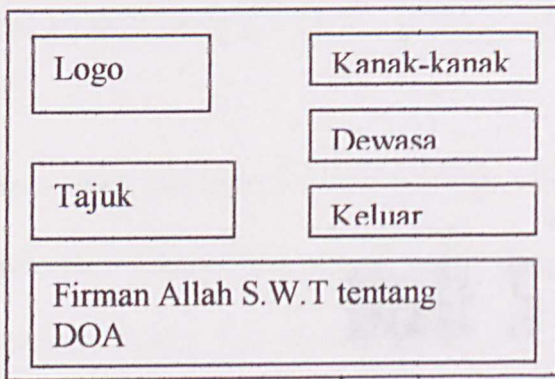 Logo
Kanak-kanak
Dewasa
Tajuk
Keluar
Firman Allah S.W.T tentang
DOA